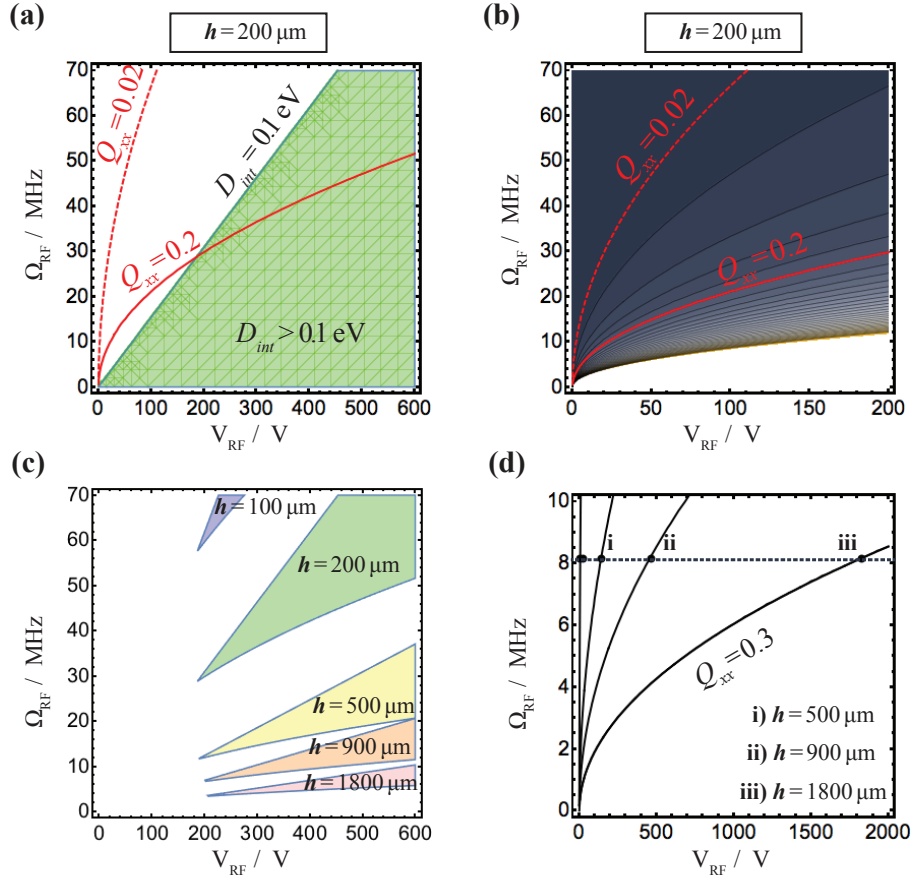 (a)
h = 200 μm
70
60
50
40
30
20
10
0
Ω_RF / MHz
Q_xx=0.02
D_int = 0.1 eV
Q_xx=0.2
D_int > 0.1 eV
0 100 200 300 400 500 600
V_RF / V
(b)
h = 200 μm
70
60
50
40
30
20
10
0
Ω_RF / MHz
Q_xx=0.02
Q_xx=0.2
0 50 100 150 200
V_RF / V
(c)
70
60
50
40
30
20
10
0
Ω_RF / MHz
h = 100 μm
h = 200 μm
h = 500 μm
h = 900 μm
h = 1800 μm
0 100 200 300 400 500 600
V_RF / V
(d)
10
8
6
4
2
0
Ω_RF / MHz
i ii iii
Q_xx=0.3
i) h = 500 μm
ii) h = 900 μm
iii) h = 1800 μm
0 500 1000 1500 2000
V_RF / V